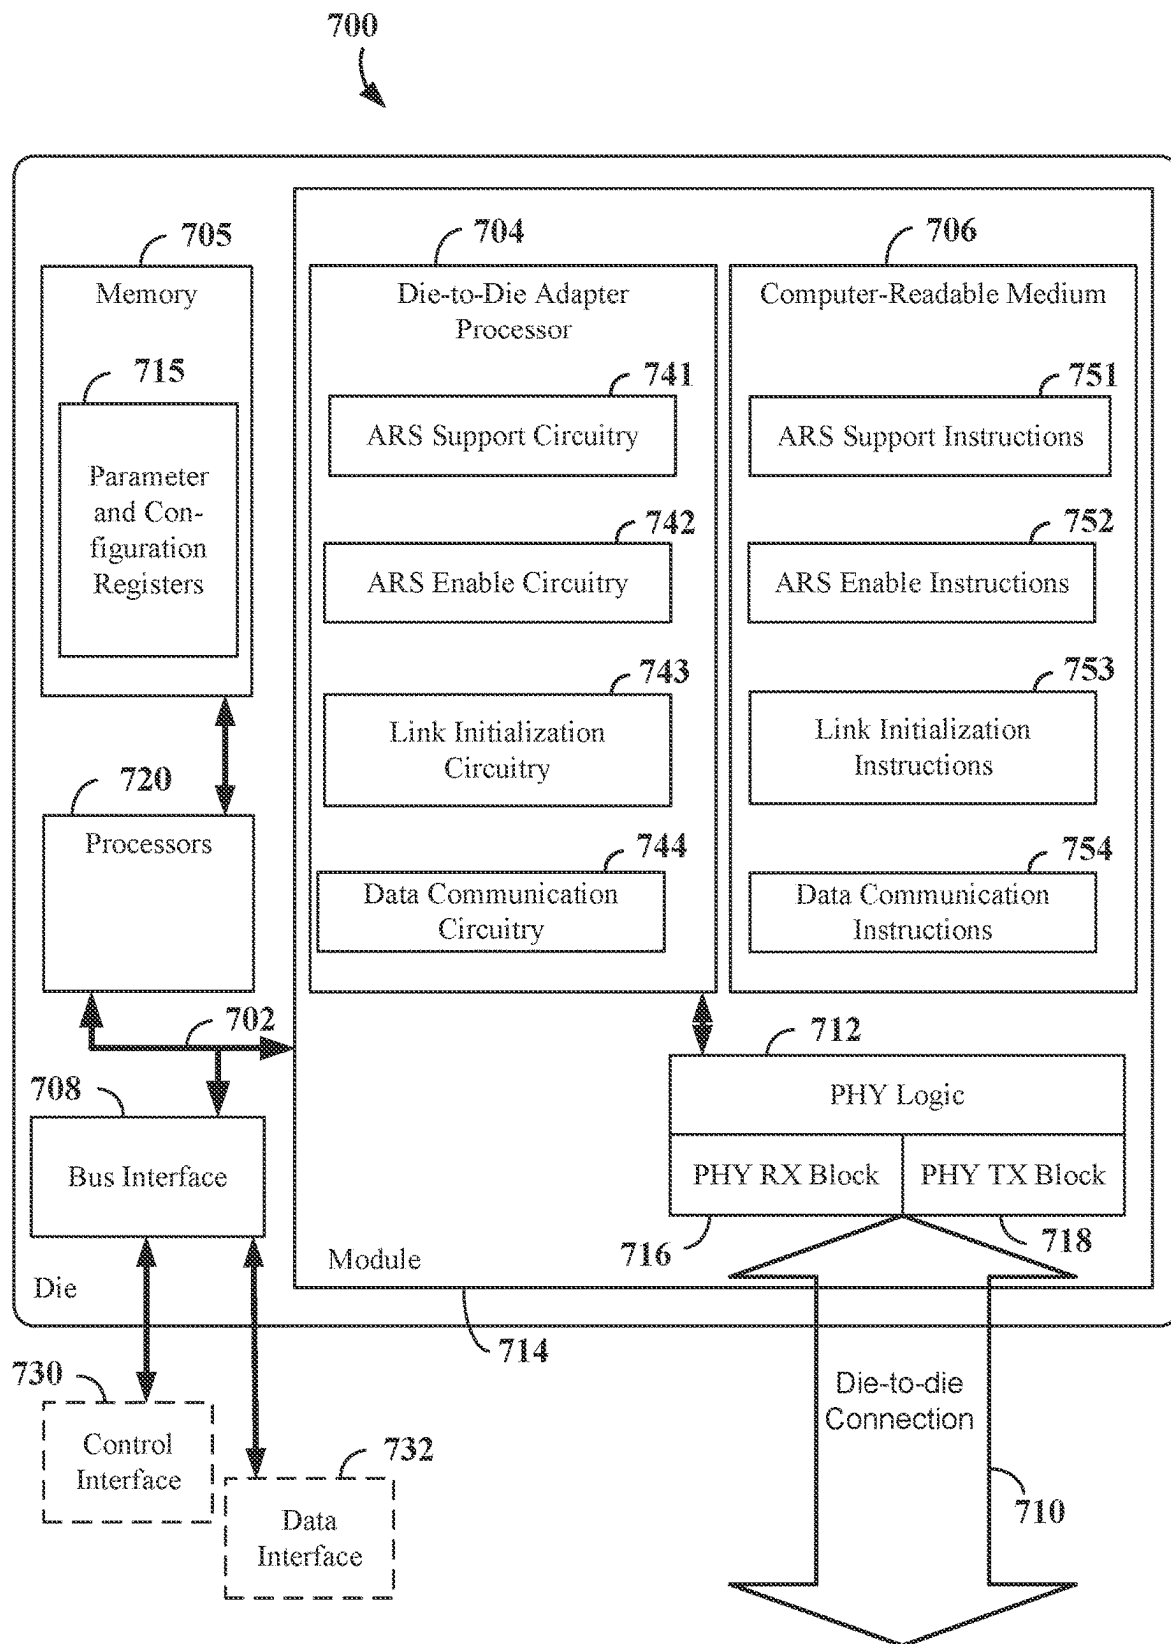 700
705
704
706
Memory
Die-to-Die Adapter
Processor
Computer-Readable Medium
715
Parameter
and Con-
figuration
Registers
741
ARS Support Circuitry
751
ARS Support Instructions
742
ARS Enable Circuitry
752
ARS Enable Instructions
743
Link Initialization
Circuitry
753
Link Initialization
Instructions
720
Processors
744
Data Communication
Circuitry
754
Data Communication
Instructions
702
712
PHY Logic
708
Bus Interface
PHY RX Block
PHY TX Block
716
718
Module
Die
714
730
Control
Interface
732
Data
Interface
Die-to-die
Connection
710